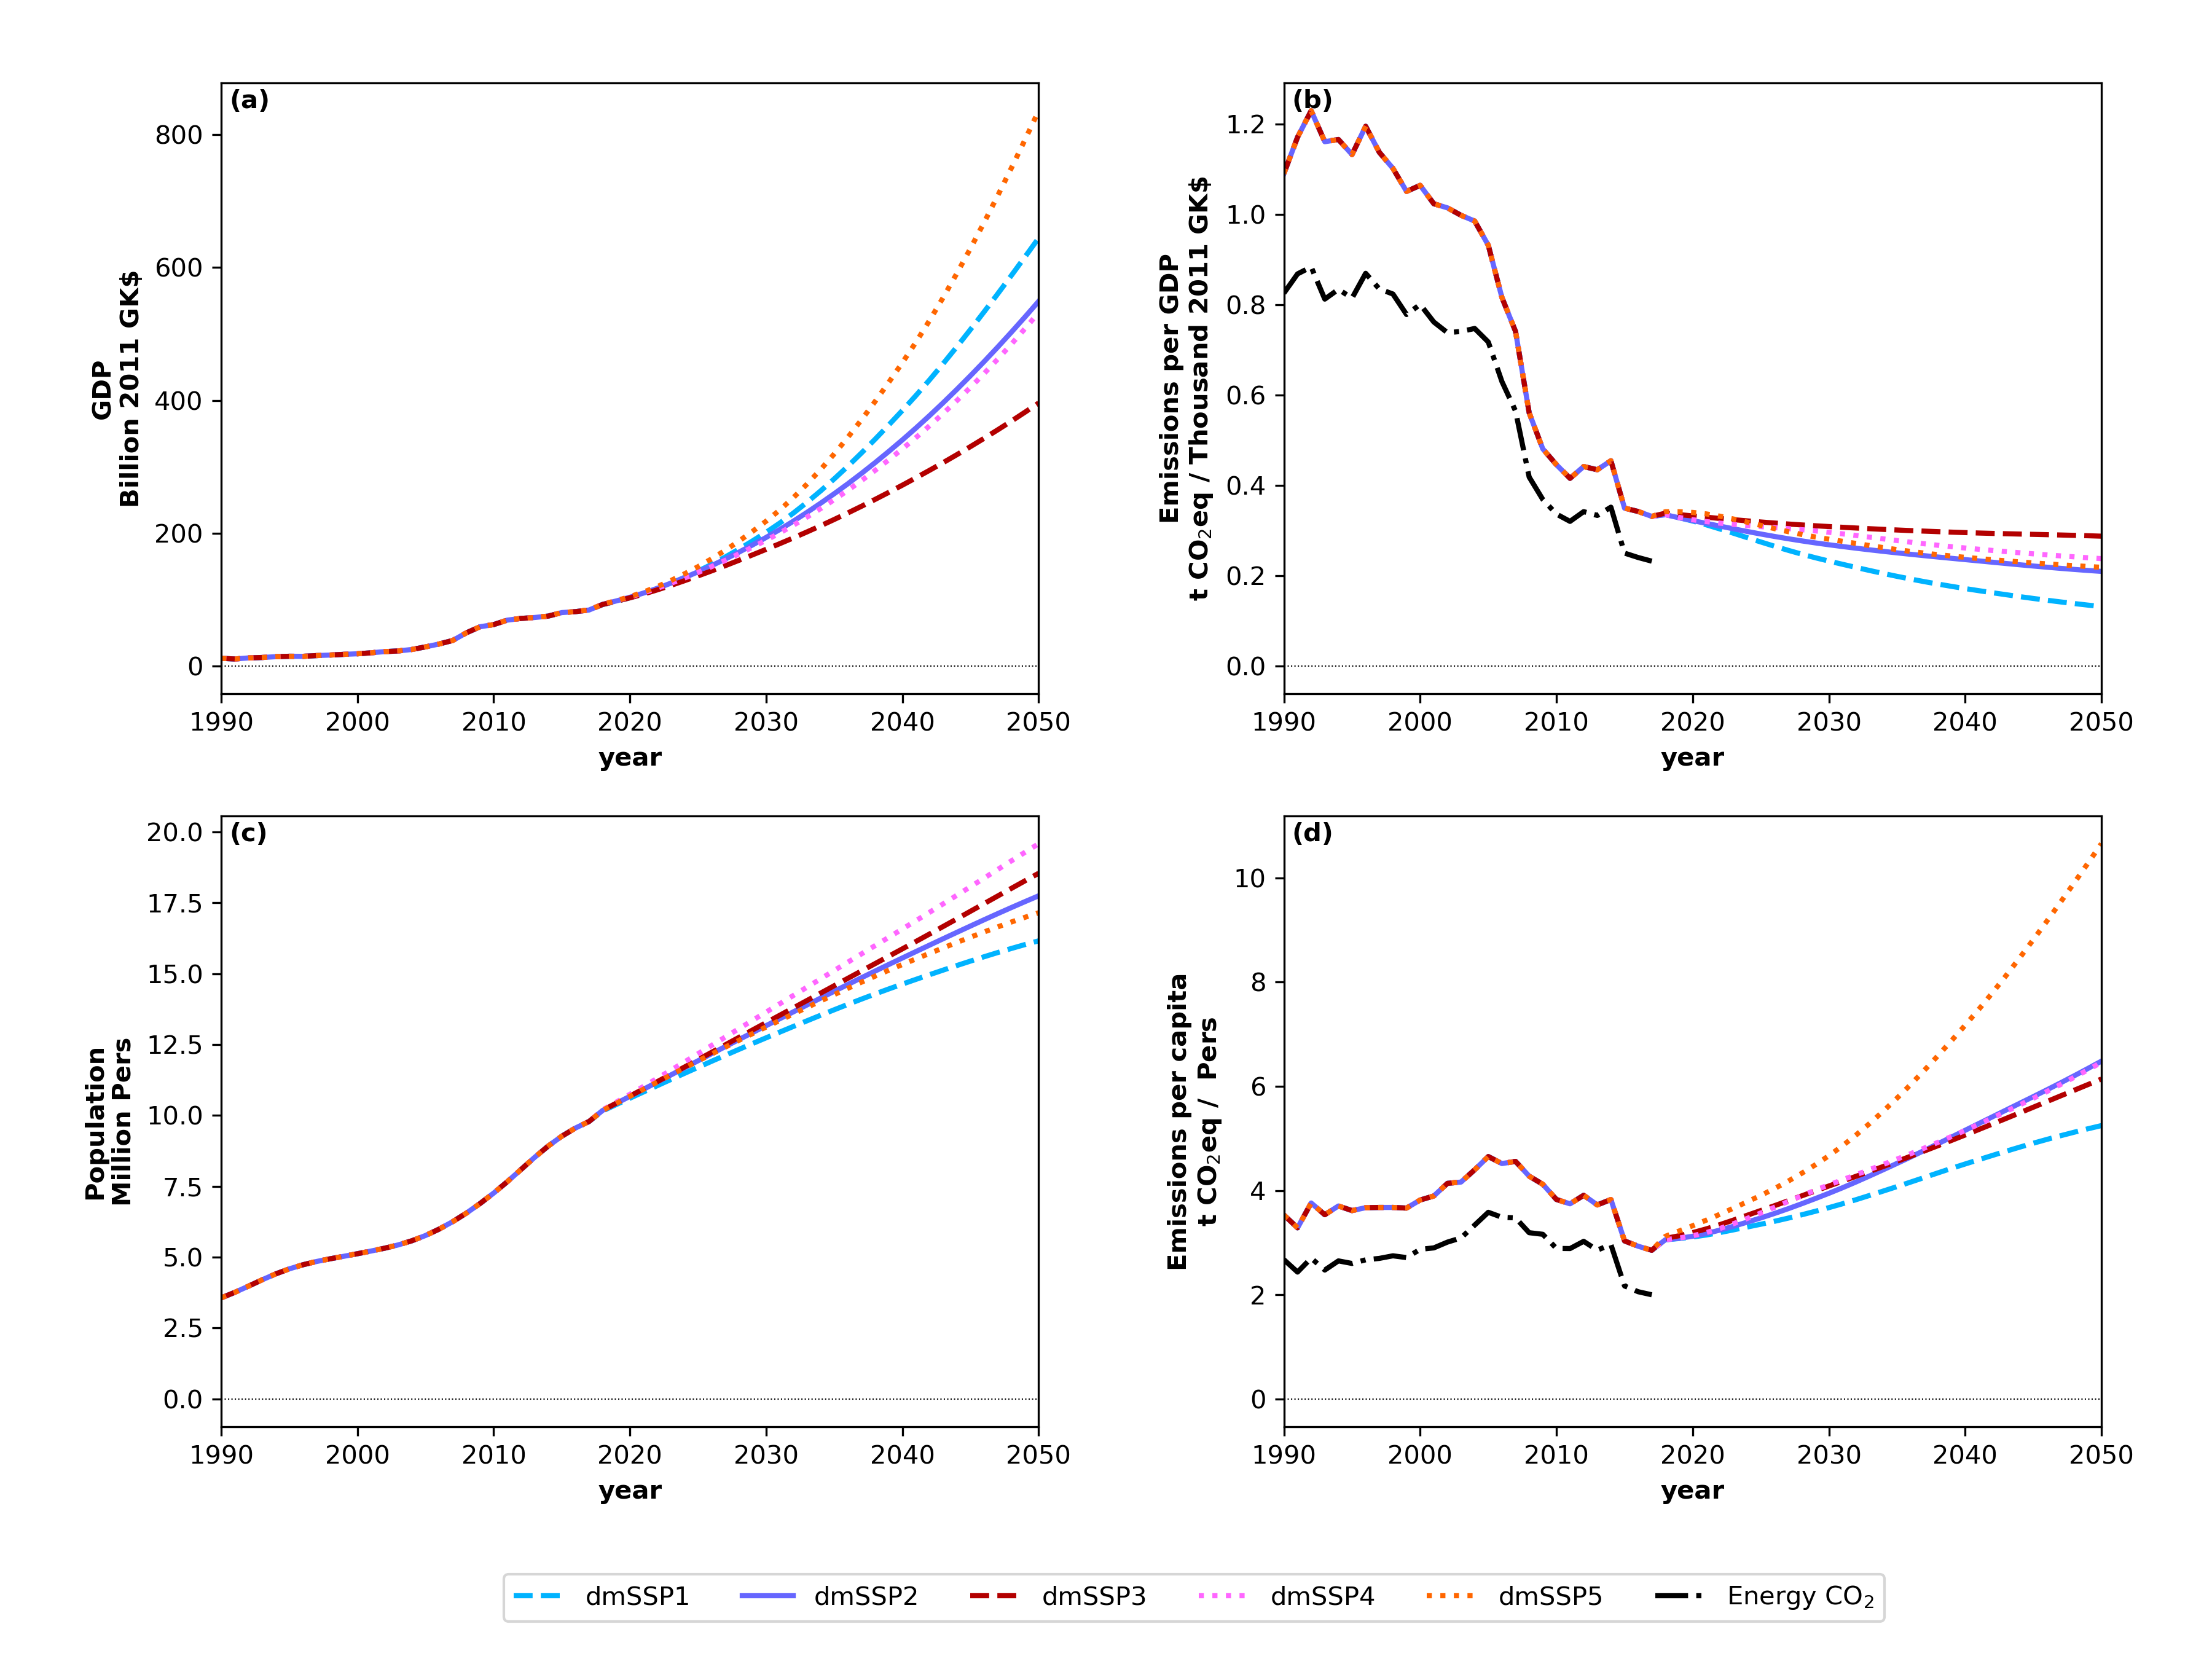 (a)
800
600
400
200
0
GDP
Billion 2011 GK$
1990 2000 2010 2020 2030 2040 2050
year
(b)
1.2
1.0
0.8
0.6
0.4
0.2
0.0
Emissions per GDP
t CO₂eq / Thousand 2011 GK$
1990 2000 2010 2020 2030 2040 2050
year
(c)
20.0
17.5
15.0
12.5
10.0
7.5
5.0
2.5
0.0
Population
Million Pers
1990 2000 2010 2020 2030 2040 2050
year
(d)
10
8
6
4
2
0
Emissions per capita
t CO₂eq / Pers
1990 2000 2010 2020 2030 2040 2050
year
dmSSP1 dmSSP2 dmSSP3 dmSSP4 dmSSP5 Energy CO₂